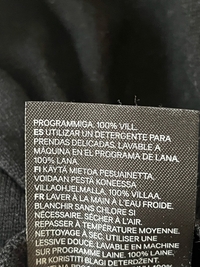 PROGRAMMIGA. 100% VILL.
ES UTILIZAR UN DETERGENTE PARA
PRENDAS DELICADAS. LAVABLE A
MÁQUINA EN EL PROGRAMA DE LANA.
100% LANA.
FI KÄYTÄ MIETOA PESUAINETTA.
VOIDAAN PESTÄ KONEESSA
VILLAOHJELMALLA. 100% VILLAA.
FR LAVER À LA MAIN À L'EAU FROIDE.
BLANCHIR SANS CHLORE SI
NÉCESSAIRE. SÉCHER À L'AIR.
REPASSER À TEMPÉRATURE MOYENNE.
NETTOYAGE À SEC. UTILISER UNE
LESSIVE DOUCE. LAVABLE EN MACHINE
SUR PROGRAMME LAINE. 100% LAINE.
HR KORISTITI BLAGI DETERDŽENT.